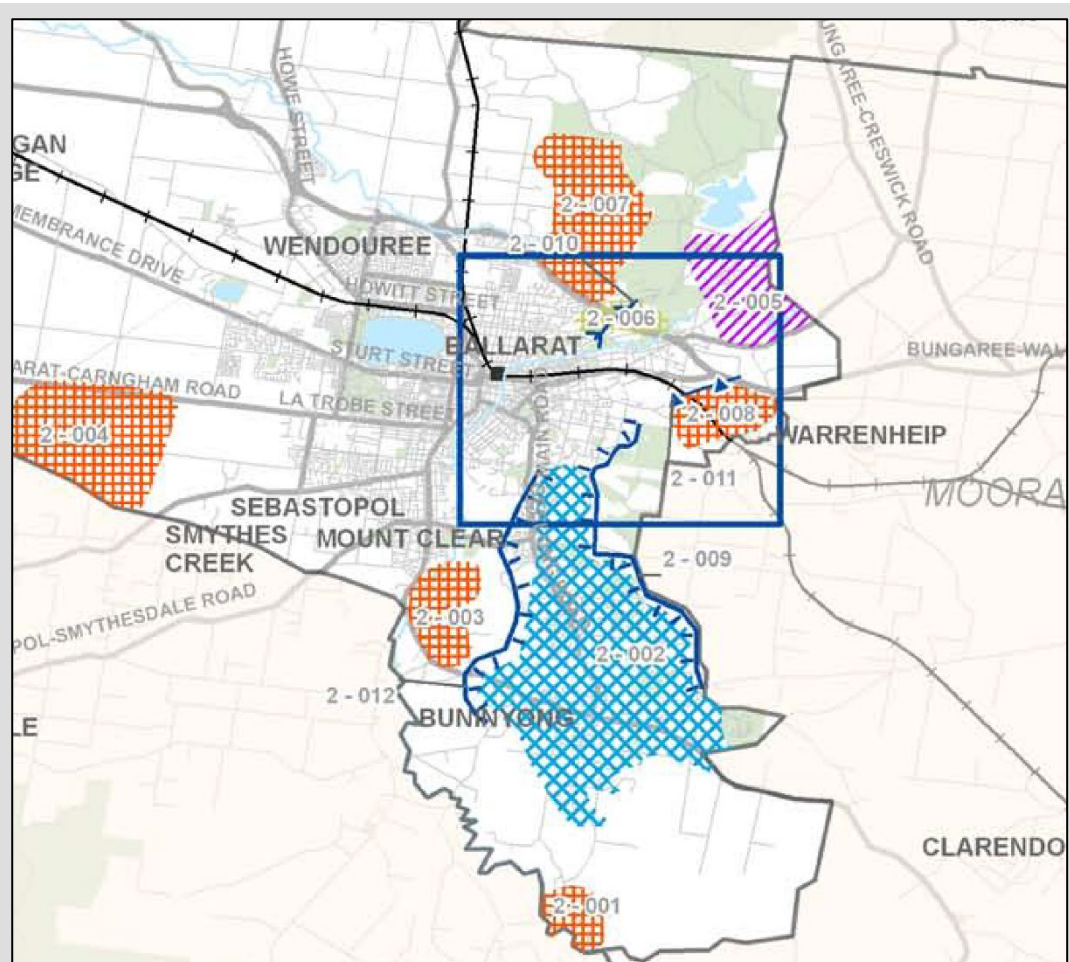 HOWE STREET
UNGAREE-CRESWICK ROAD
GAN
GE
MEMBRANCE DRIVE
WENDOUREE
2 - 007
2 - 010
HOWITT STREET
2 - 005
2 - 006
BALLARAT
STURT STREET
BUNGAREE-WAL
ARAT-CARNGHAM ROAD
LA TROBE STREET
MAIN ROAD
2 - 008
2 - 004
WARRENHEIP
2 - 011
MOORA
SEBASTOPOL
SMYTHES
CREEK
MOUNT CLEAR
2 - 009
POL-SMYTHESDALE ROAD
2 - 003
2 - 002
2 - 012
BUNINYONG
LE
CLARENDO
2 - 001